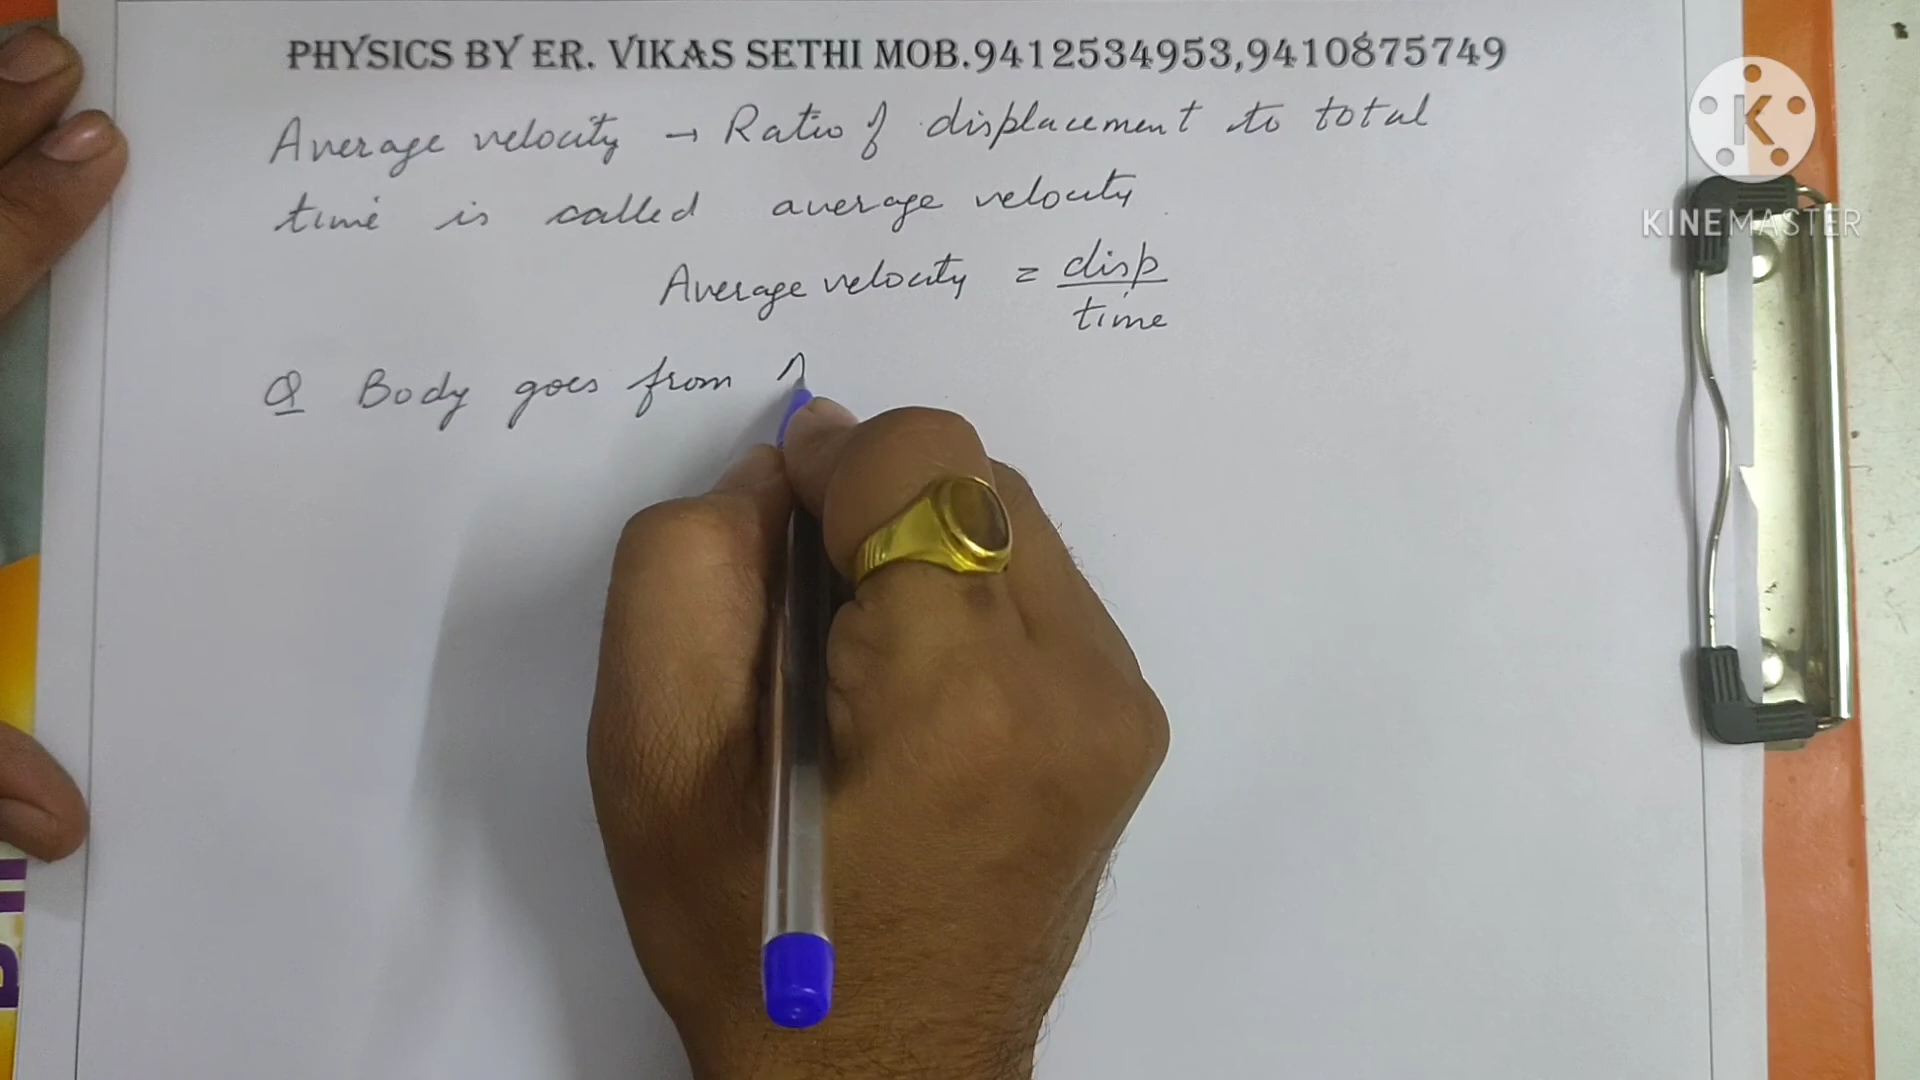 PHYSICS BY ER. VIKAS SETHI MOB.9412534953,9410875749
K
KINEMASTER
Average velocity → Ratio of displacement to total
time is called average velocity
Average velocity = disp
time
Q Body goes from A